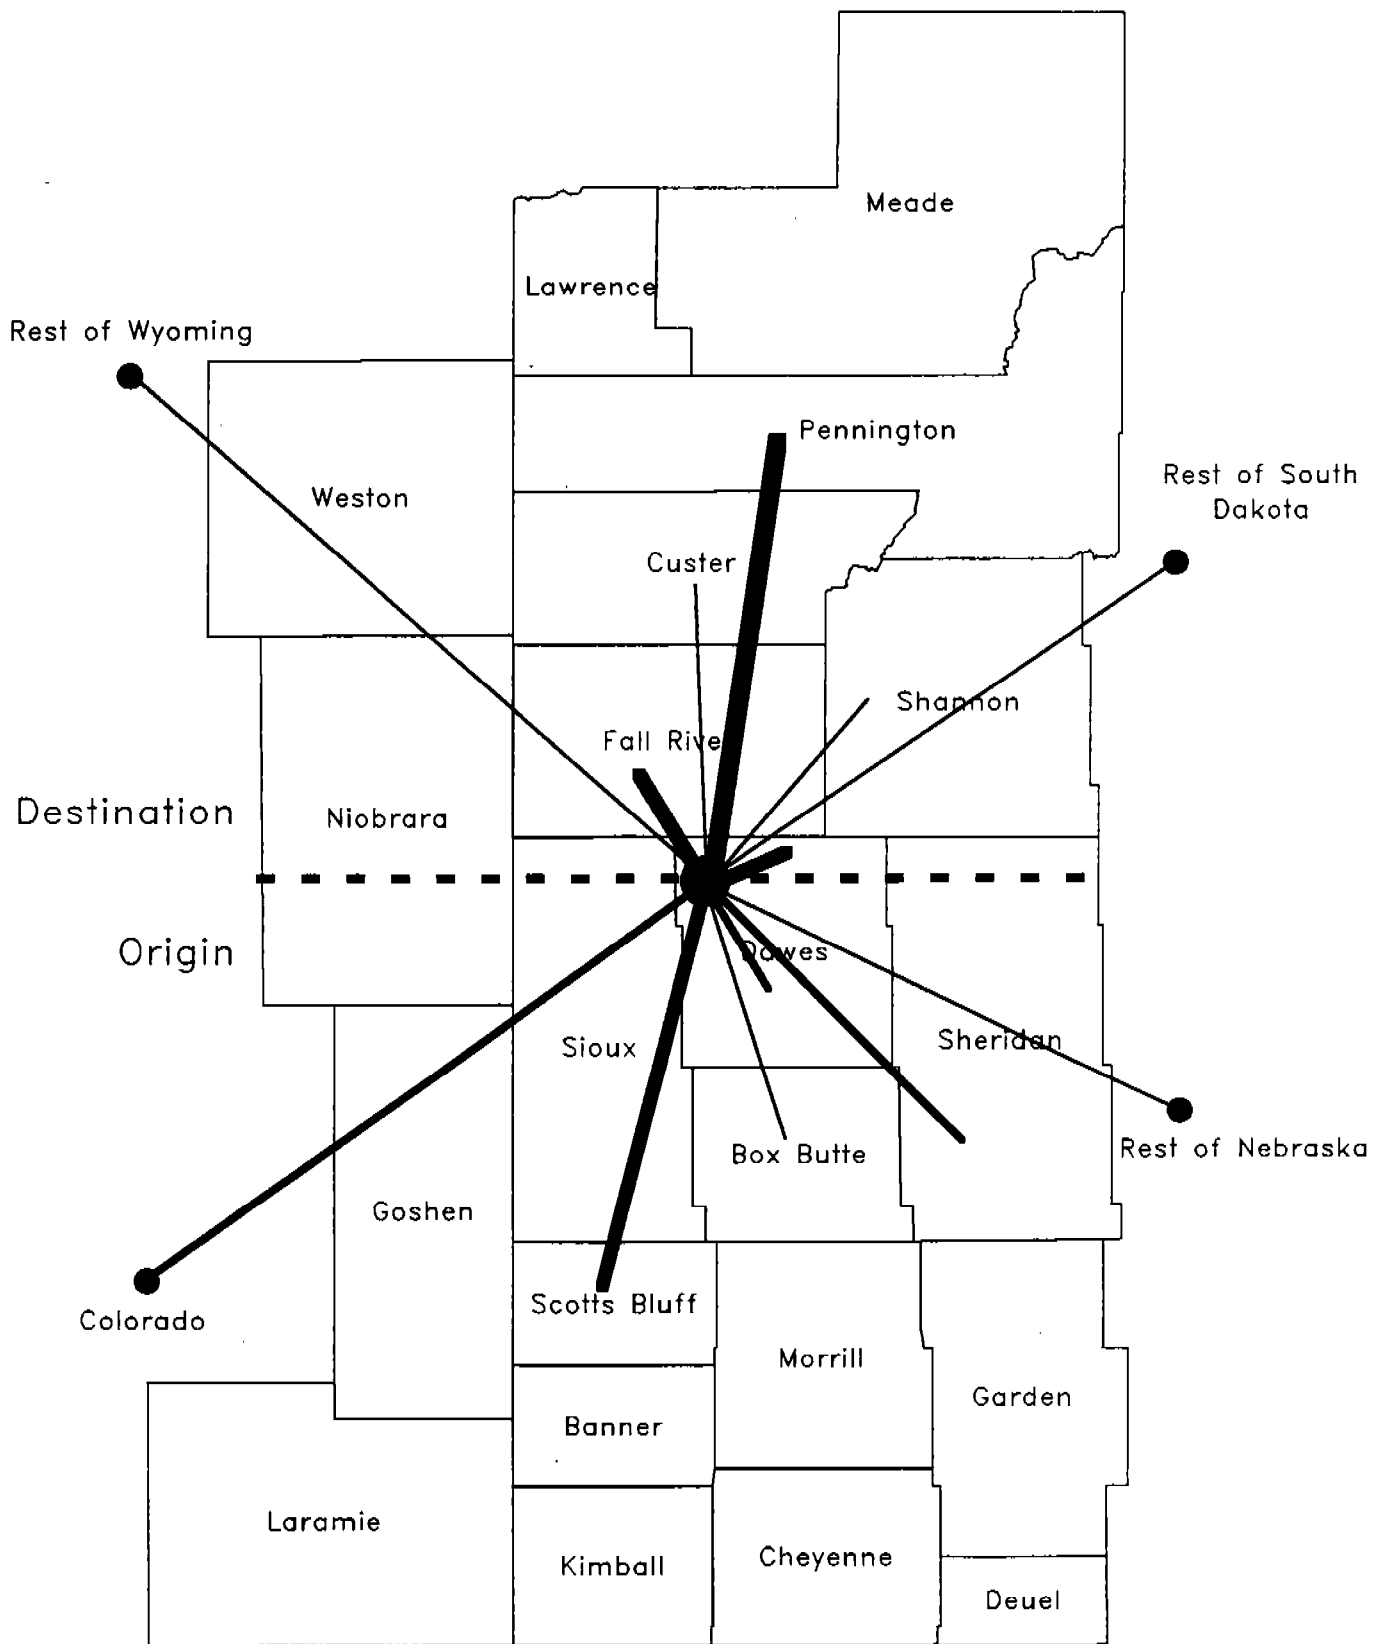 Meade
Lawrence
Rest of Wyoming
Pennington
Rest of South
Dakota
Weston
Custer
Shannon
Fall River
Destination
Niobrara
Origin
Dawes
Sioux
Sheridan
Box Butte
Rest of Nebraska
Goshen
Scotts Bluff
Colorado
Morrill
Garden
Banner
Laramie
Kimball
Cheyenne
Deuel